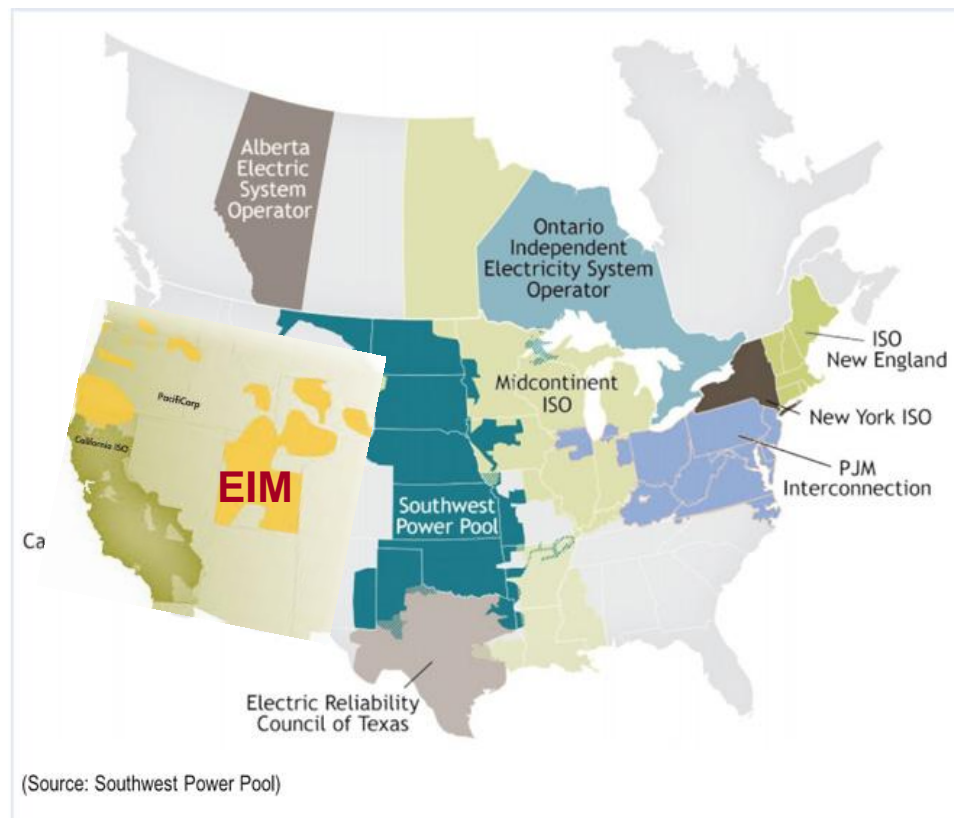 Alberta
Electric
System
Operator
Ontario
Independent
Electricity System
Operator
ISO
New England
Midcontinent
ISO
New York ISO
PJM
Interconnection
PacifiCorp
California ISO
EIM
Southwest
Power Pool
Ca
Electric Reliability
Council of Texas
(Source: Southwest Power Pool)